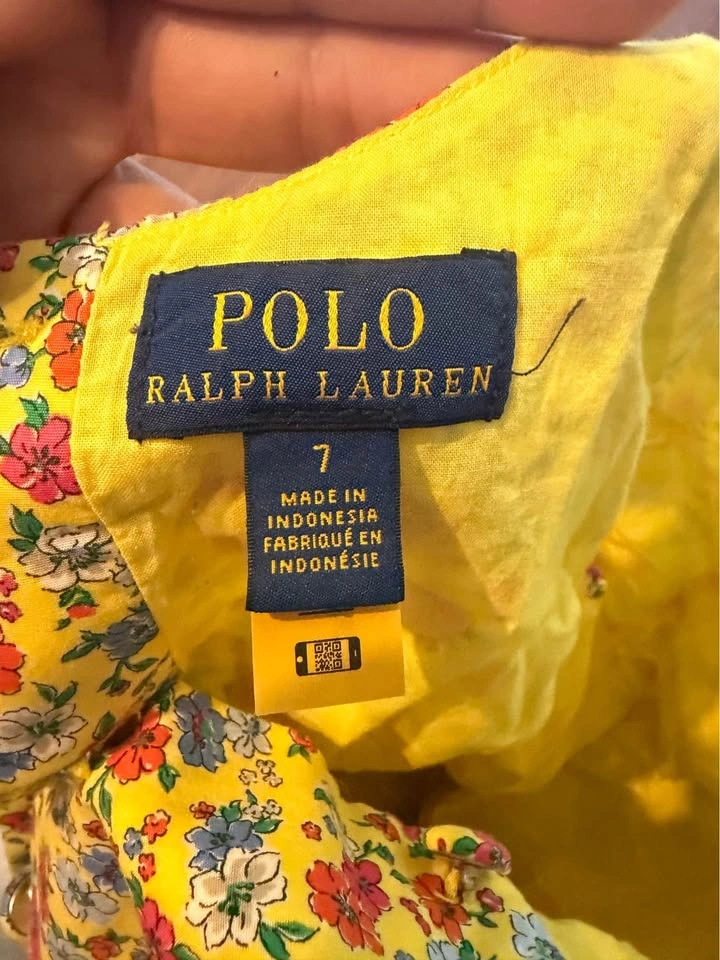 POLO
RALPH LAUREN
7
MADE IN
INDONESIA
FABRIQUÉ EN
INDONÉSIE